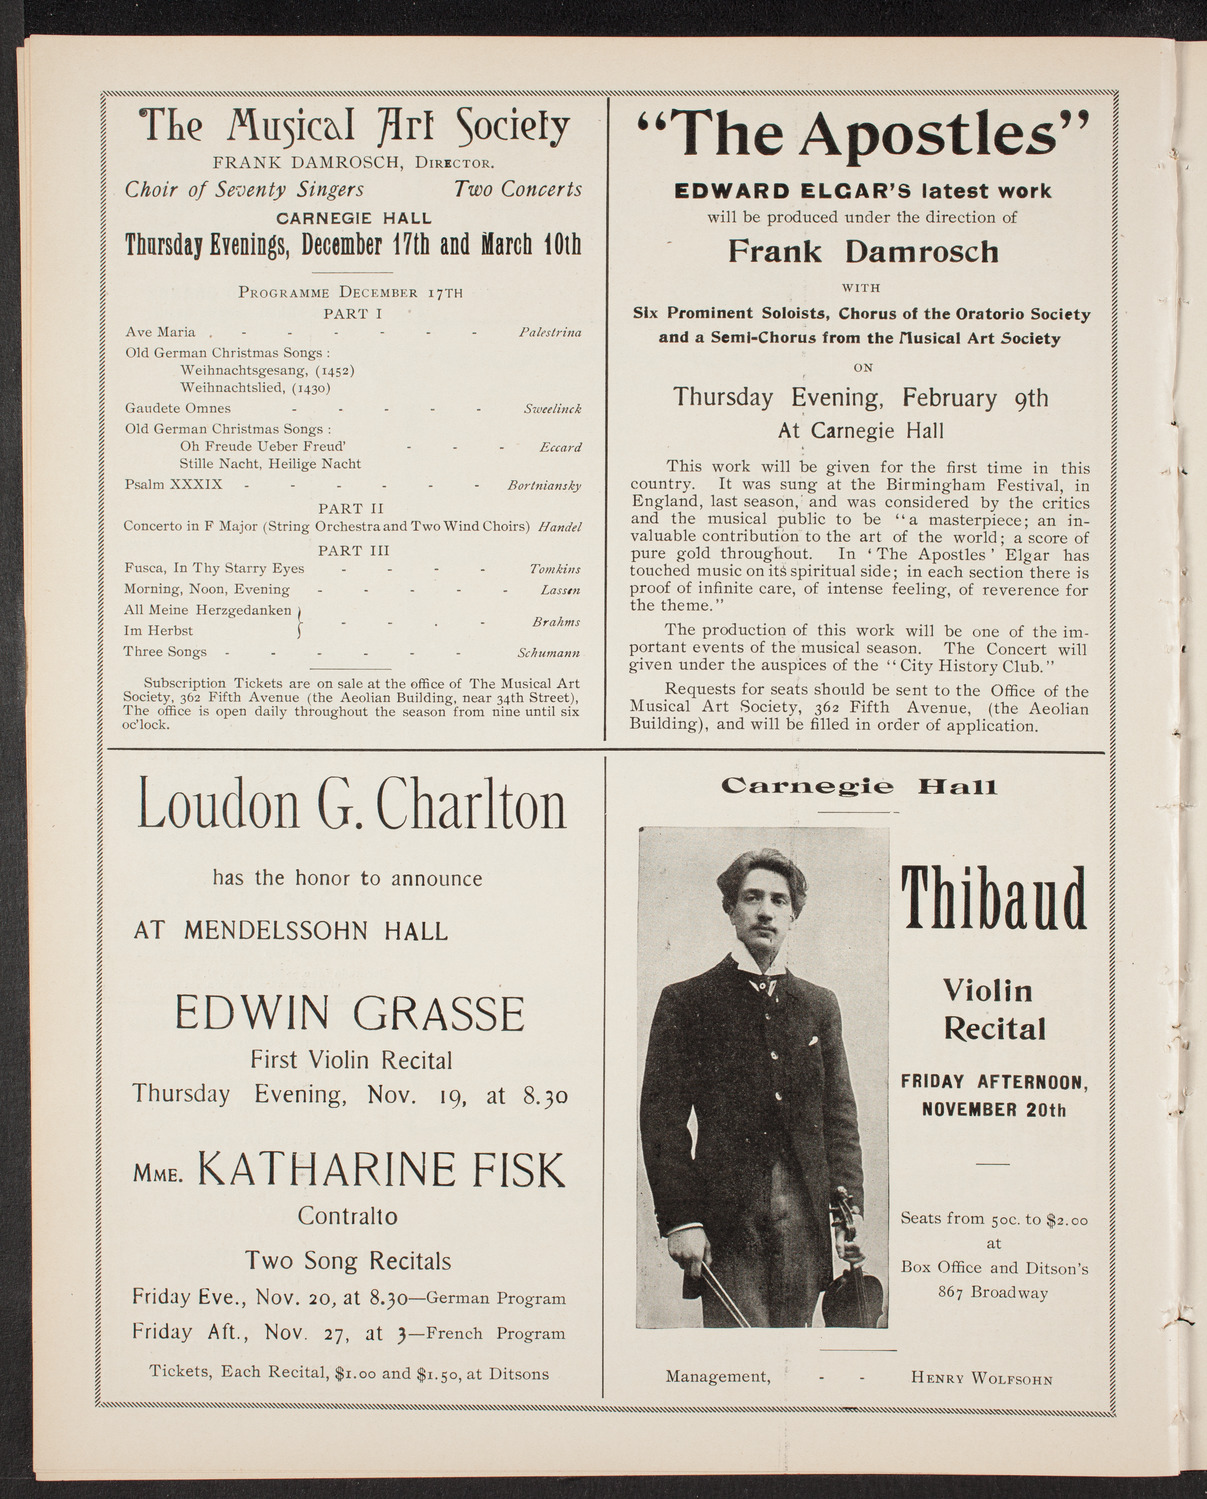 The Musical Art Society
FRANK DAMROSCH, DIRECTOR.
Choir of Seventy Singers Two Concerts
CARNEGIE HALL
Thursday Evenings, December 17th and March 10th
PROGRAMME DECEMBER 17TH
PART I
Ave Maria - - - - - - Palestrina
Old German Christmas Songs :
Weihnachtsgesang, (1452)
Weihnachtslied, (1430)
Gaudete Omnes - - - - - Sweelinck
Old German Christmas Songs :
Oh Freude Ueber Freud' - - - Eccard
Stille Nacht, Heilige Nacht
Psalm XXXIX - - - - - - Bortniansky
PART II
Concerto in F Major (String Orchestra and Two Wind Choirs) Handel
PART III
Fusca, In Thy Starry Eyes - - - - Tomkins
Morning, Noon, Evening - - - - - Lassen
All Meine Herzgedanken }
Im Herbst } - - . - Brahms
Three Songs - - - - - - Schumann
Subscription Tickets are on sale at the office of The Musical Art
Society, 362 Fifth Avenue (the Aeolian Building, near 34th Street),
The office is open daily throughout the season from nine until six
oc'lock.
"The Apostles"
EDWARD ELGAR'S latest work
will be produced under the direction of
Frank Damrosch
WITH
Six Prominent Soloists, Chorus of the Oratorio Society
and a Semi-Chorus from the Musical Art Society
ON
Thursday Evening, February 9th
At Carnegie Hall
This work will be given for the first time in this
country. It was sung at the Birmingham Festival, in
England, last season, and was considered by the critics
and the musical public to be "a masterpiece; an in-
valuable contribution to the art of the world; a score of
pure gold throughout. In 'The Apostles' Elgar has
touched music on its spiritual side; in each section there is
proof of infinite care, of intense feeling, of reverence for
the theme."
The production of this work will be one of the im-
portant events of the musical season. The Concert will
given under the auspices of the "City History Club."
Requests for seats should be sent to the Office of the
Musical Art Society, 362 Fifth Avenue, (the Aeolian
Building), and will be filled in order of application.
Loudon G. Charlton
has the honor to announce
AT MENDELSSOHN HALL
EDWIN GRASSE
First Violin Recital
Thursday Evening, Nov. 19, at 8.30
MME. KATHARINE FISK
Contralto
Two Song Recitals
Friday Eve., Nov. 20, at 8.30—German Program
Friday Aft., Nov. 27, at 3—French Program
Tickets, Each Recital, $1.00 and $1.50, at Ditsons
Carnegie Hall
Thibaud
Violin
Recital
FRIDAY AFTERNOON,
NOVEMBER 20th
Seats from 50c. to $2.00
at
Box Office and Ditson's
867 Broadway
Management, - - HENRY WOLFSOHN